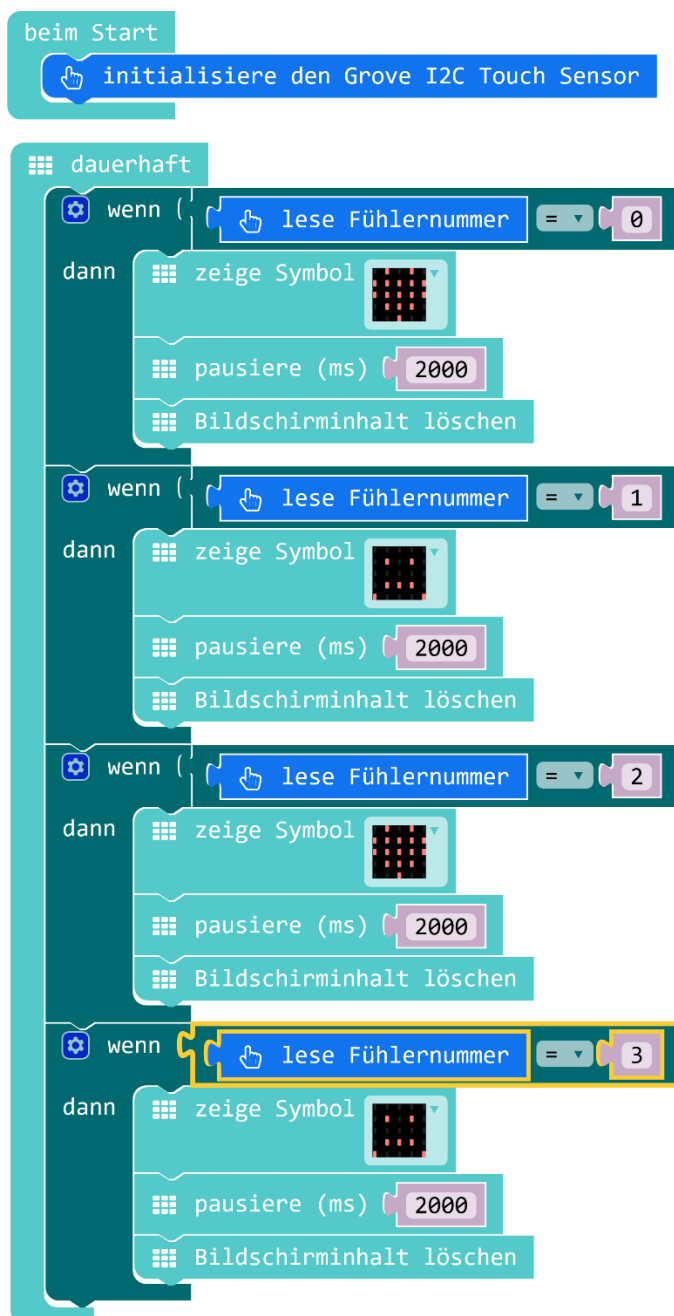 beim Start
initialisiere den Grove I2C Touch Sensor
dauerhaft
wenn ( lese Fühlernummer = 0
dann zeige Symbol
pausiere (ms) ( 2000
Bildschirminhalt löschen
wenn ( lese Fühlernummer = 1
dann zeige Symbol
pausiere (ms) ( 2000
Bildschirminhalt löschen
wenn ( lese Fühlernummer = 2
dann zeige Symbol
pausiere (ms) ( 2000
Bildschirminhalt löschen
wenn lese Fühlernummer = 3
dann zeige Symbol
pausiere (ms) ( 2000
Bildschirminhalt löschen